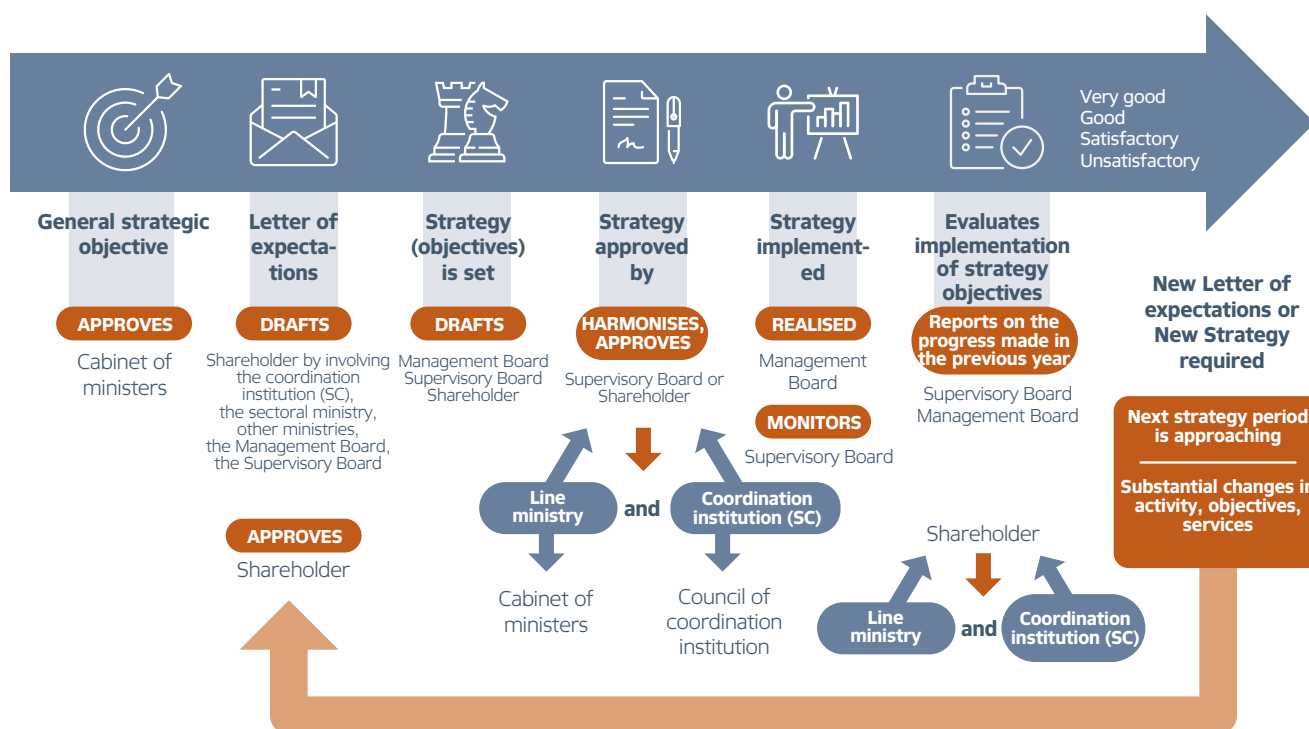 Very good
Good
Satisfactory
Unsatisfactory
General strategic
objective
APPROVES
Cabinet of
ministers
Letter of
expecta-
tions
DRAFTS
Shareholder by involving
the coordination
institution (SC),
the sectoral ministry,
other ministries,
the Management Board,
the Supervisory Board
APPROVES
Shareholder
Strategy
(objectives)
is set
DRAFTS
Management Board
Supervisory Board
Shareholder
Strategy
approved
by
HARMONISES,
APPROVES
Supervisory Board or
Shareholder
Line
ministry
and
Coordination
institution (SC)
Cabinet of
ministers
Council of
coordination
institution
Strategy
implement-
ed
REALISED
Management
Board
MONITORS
Supervisory Board
Evaluates
implementation
of strategy
objectives
Reports on the
progress made in
the previous year
Supervisory Board
Management Board
Shareholder
Line
ministry
and
Coordination
institution (SC)
New Letter of
expectations or
New Strategy
required
Next strategy period
is approaching
Substantial changes in
activity, objectives,
services